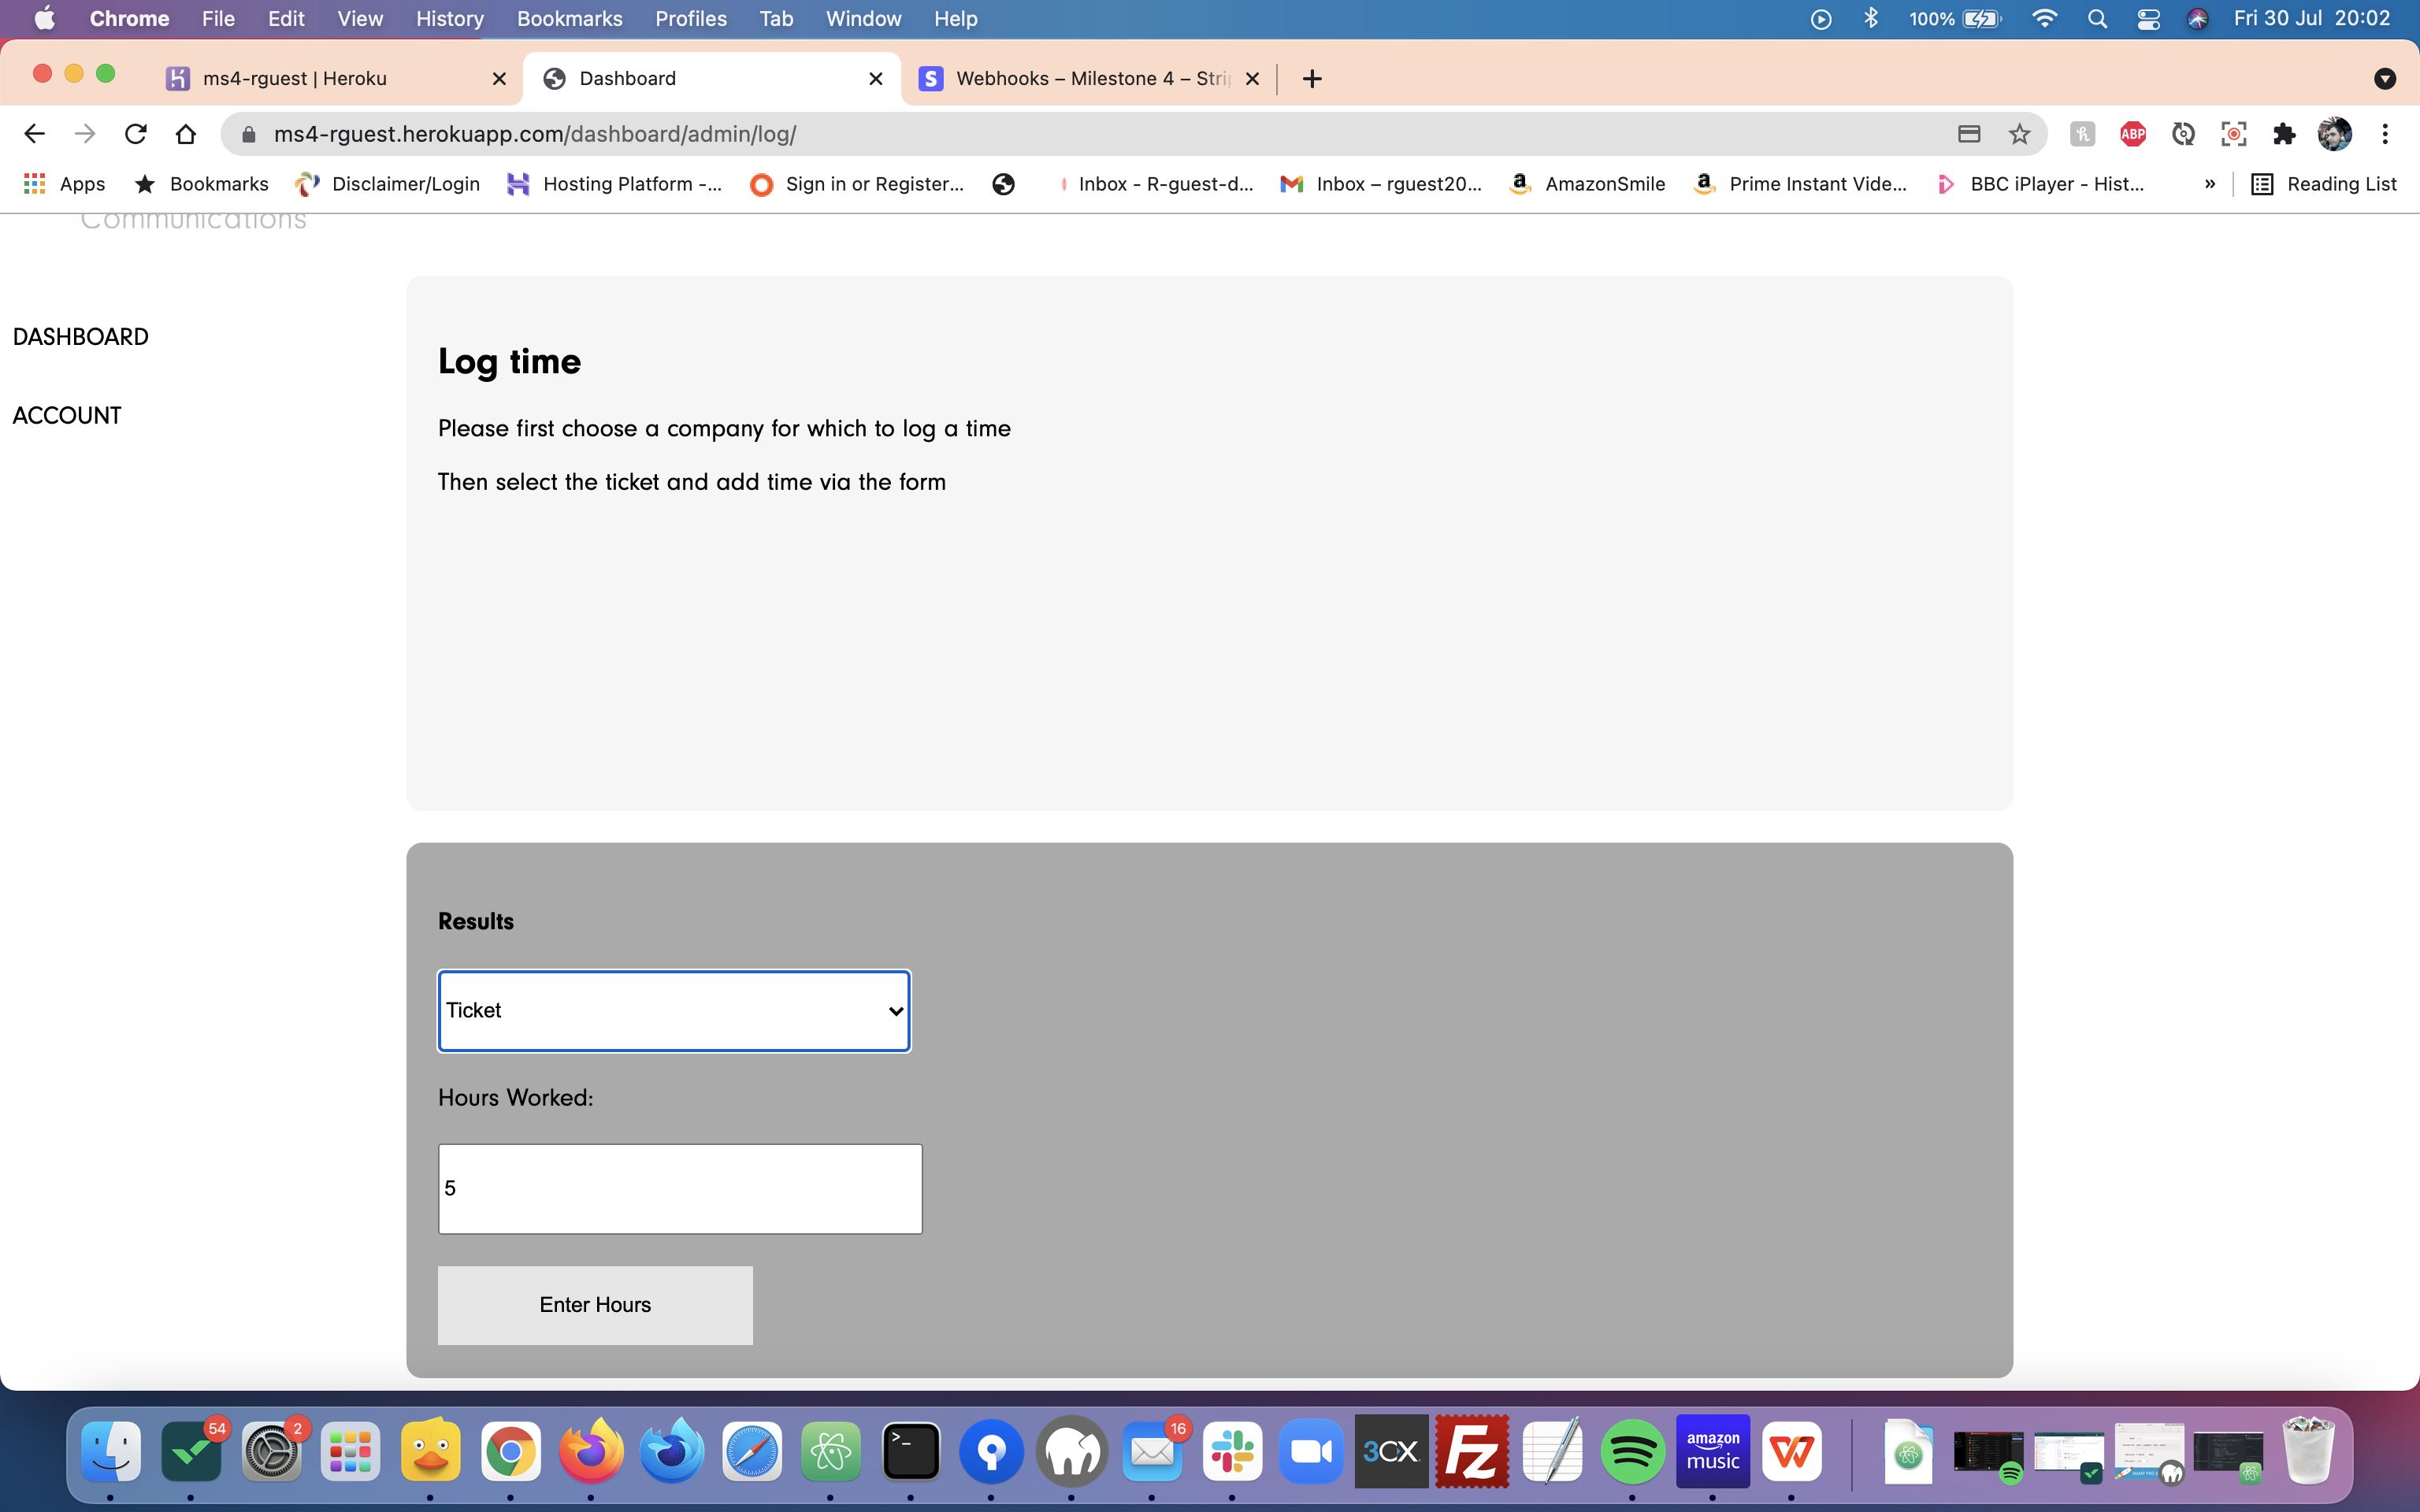 Chrome File Edit View History Bookmarks Profiles Tab Window Help 100% Fri 30 Jul 20:02
ms4-rguest | Heroku Dashboard Webhooks – Milestone 4 – Stri
ms4-rguest.herokuapp.com/dashboard/admin/log/ ABP
Apps Bookmarks Disclaimer/Login Hosting Platform -... Sign in or Register... Inbox - R-guest-d... Inbox – rguest20... AmazonSmile Prime Instant Vide... BBC iPlayer - Hist... » Reading List
Communications
DASHBOARD
ACCOUNT
Log time
Please first choose a company for which to log a time
Then select the ticket and add time via the form
Results
Ticket
Hours Worked:
5
Enter Hours
54 2 16
3CX Fz amazon music